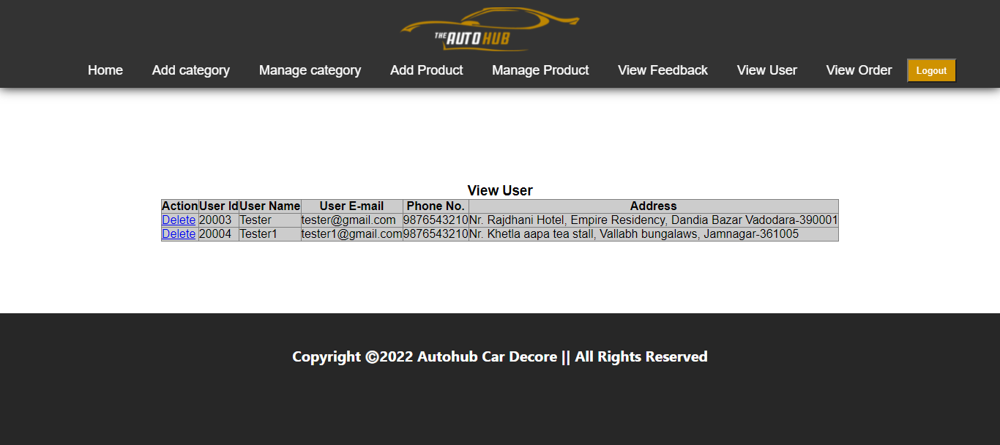 THE AUTO HUB
Home Add category Manage category Add Product Manage Product View Feedback View User View Order Logout
View User
Action User Id User Name User E-mail Phone No. Address
Delete 20003 Tester tester@gmail.com 9876543210 Nr. Rajdhani Hotel, Empire Residency, Dandia Bazar Vadodara-390001
Delete 20004 Tester1 tester1@gmail.com 9876543210 Nr. Khetla aapa tea stall, Vallabh bungalaws, Jamnagar-361005
Copyright ©2022 Autohub Car Decore || All Rights Reserved